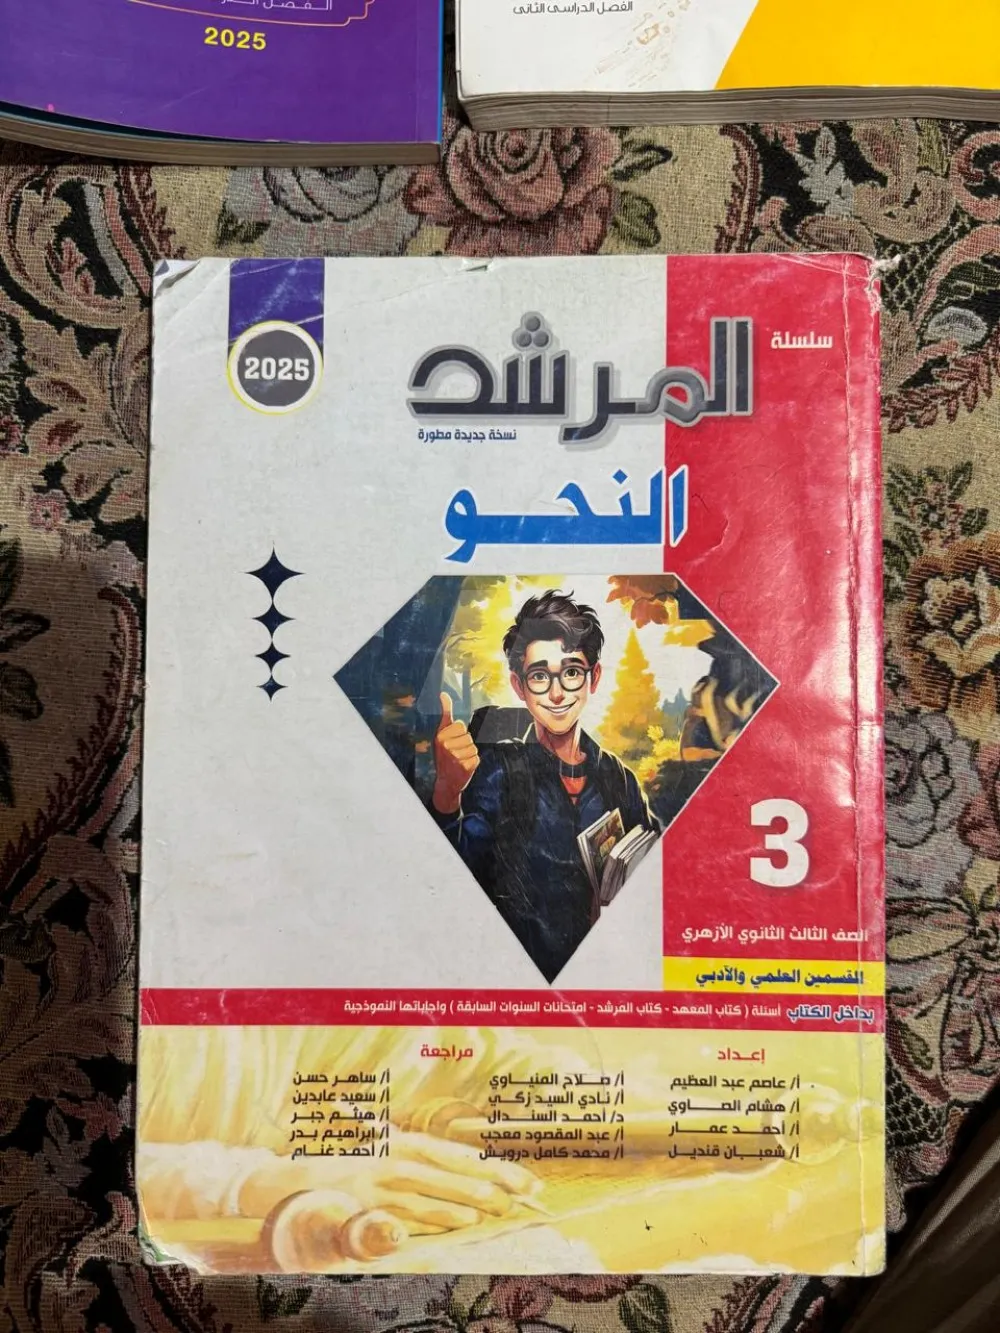 2025
الفصل الدراسى الثانى
سلسلة
المرشد
2025
نسخة جديدة مطورة
النحو
3
الصف الثالث الثانوي الأزهري
القسمين العلمي والأدبي
بداخل الكتاب أسئلة ( كتاب المعهد - كتاب المرشد - امتحانات السنوات السابقة ) واجاباتها النموذجية
إعداد
أ/ عاصم عبد العظيم
أ/ هشام الصاوي
أ/ أحمد عمار
أ/ شعبان قنديل
مراجعة
أ/ صلاح المنياوي
أ/ نادي السيد زكي
د/ أحمد السندال
أ/ عبد المقصود معجب
أ/ محمد كامل درويش
أ/ ساهر حسن
أ/ سعيد عابدين
أ/ هيثم جبر
أ/ ابراهيم بدر
أ/ أحمد غنام